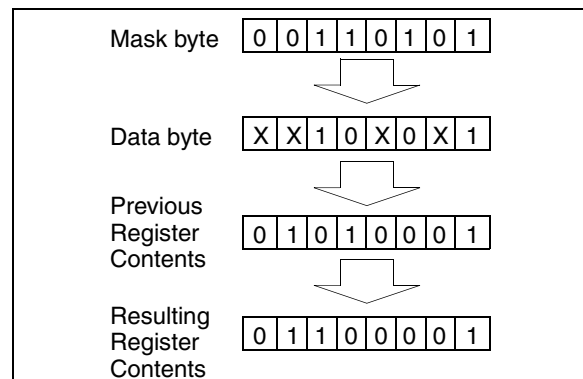 Mask byte 0 0 1 1 0 1 0 1
Data byte X X 1 0 X 0 X 1
Previous
Register 0 1 0 1 0 0 0 1
Contents
Resulting
Register 0 1 1 0 0 0 0 1
Contents